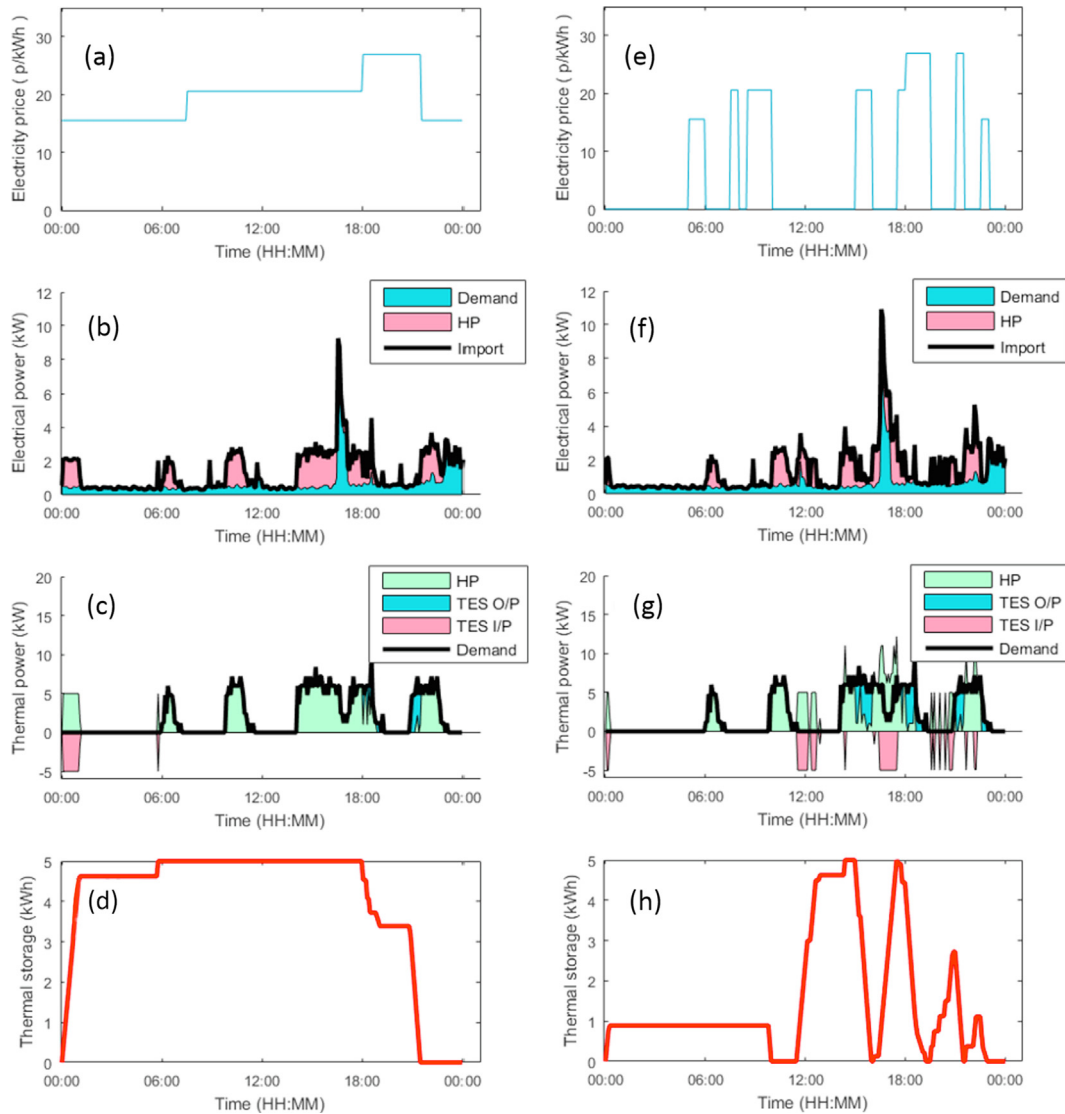 (a)
Electricity price ( p/kWh)
30
20
10
0
00:00 06:00 12:00 18:00 00:00
Time (HH:MM)
(e)
Electricity price ( p/kWh)
30
20
10
0
00:00 06:00 12:00 18:00 00:00
Time (HH:MM)
(b)
Electrical power (kW)
12
10
8
6
4
2
0
Demand
HP
Import
00:00 06:00 12:00 18:00 00:00
Time (HH:MM)
(f)
Electrical power (kW)
12
10
8
6
4
2
0
Demand
HP
Import
00:00 06:00 12:00 18:00 00:00
Time (HH:MM)
(c)
Thermal power (kW)
20
15
10
5
0
-5
HP
TES O/P
TES I/P
Demand
00:00 06:00 12:00 18:00 00:00
Time (HH:MM)
(g)
Thermal power (kW)
20
15
10
5
0
-5
HP
TES O/P
TES I/P
Demand
00:00 06:00 12:00 18:00 00:00
Time (HH:MM)
(d)
Thermal storage (kWh)
5
4
3
2
1
0
00:00 06:00 12:00 18:00 00:00
Time (HH:MM)
(h)
Thermal storage (kWh)
5
4
3
2
1
0
00:00 06:00 12:00 18:00 00:00
Time (HH:MM)